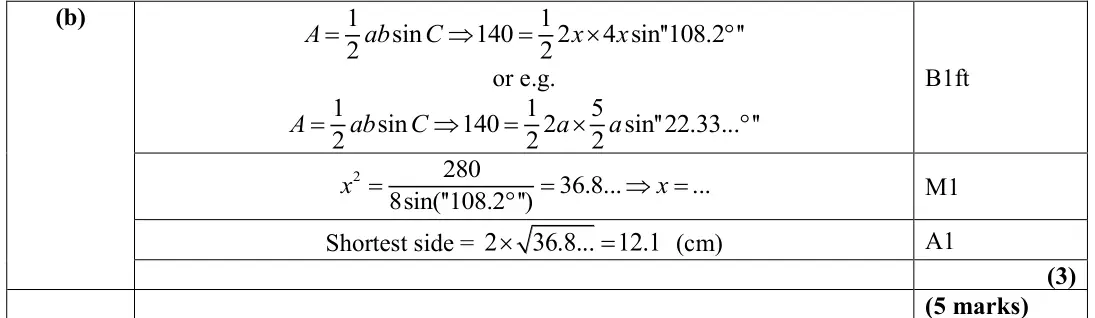 (b)
A = 1/2 ab sin C ⇒ 140 = 1/2 2x × 4x sin"108.2°"
or e.g.
A = 1/2 ab sin C ⇒ 140 = 1/2 2a × 5/2 a sin"22.33...°"
B1ft
x² = 280/8sin("108.2°") = 36.8... ⇒ x = ...
M1
Shortest side = 2 × √36.8... = 12.1 (cm)
A1
(3)
(5 marks)